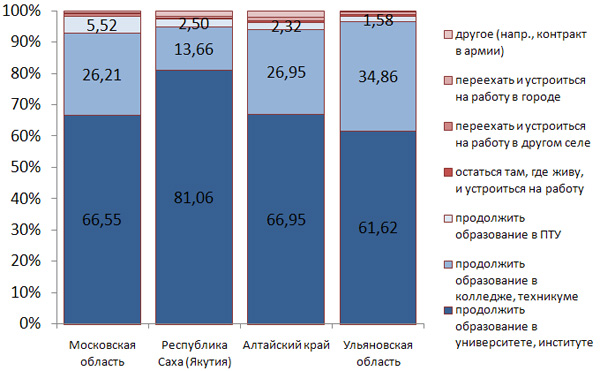 100%
90%
80%
70%
60%
50%
40%
30%
20%
10%
0%
5,52
26,21
66,55
2,50
13,66
81,06
2,32
26,95
66,95
1,58
34,86
61,62
Московская
область
Республика
Саха (Якутия)
Алтайский край
Ульяновская
область
другое (напр., контракт
в армии)
переехать и устроиться
на работу в городе
переехать и устроиться
на работу в другом селе
остаться там, где живу,
и устроиться на работу
продолжить
образование в ПТУ
продолжить
образование в
колледже, техникуме
продолжить
образование в
университете, институте